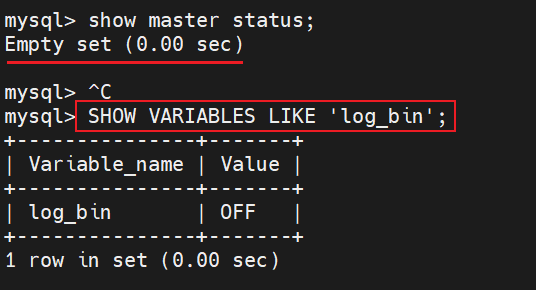 mysql> show master status;
Empty set (0.00 sec)
mysql> ^C
mysql> SHOW VARIABLES LIKE 'log_bin';
+---------------+-------+
| Variable_name | Value |
+---------------+-------+
| log_bin       | OFF   |
+---------------+-------+
1 row in set (0.00 sec)